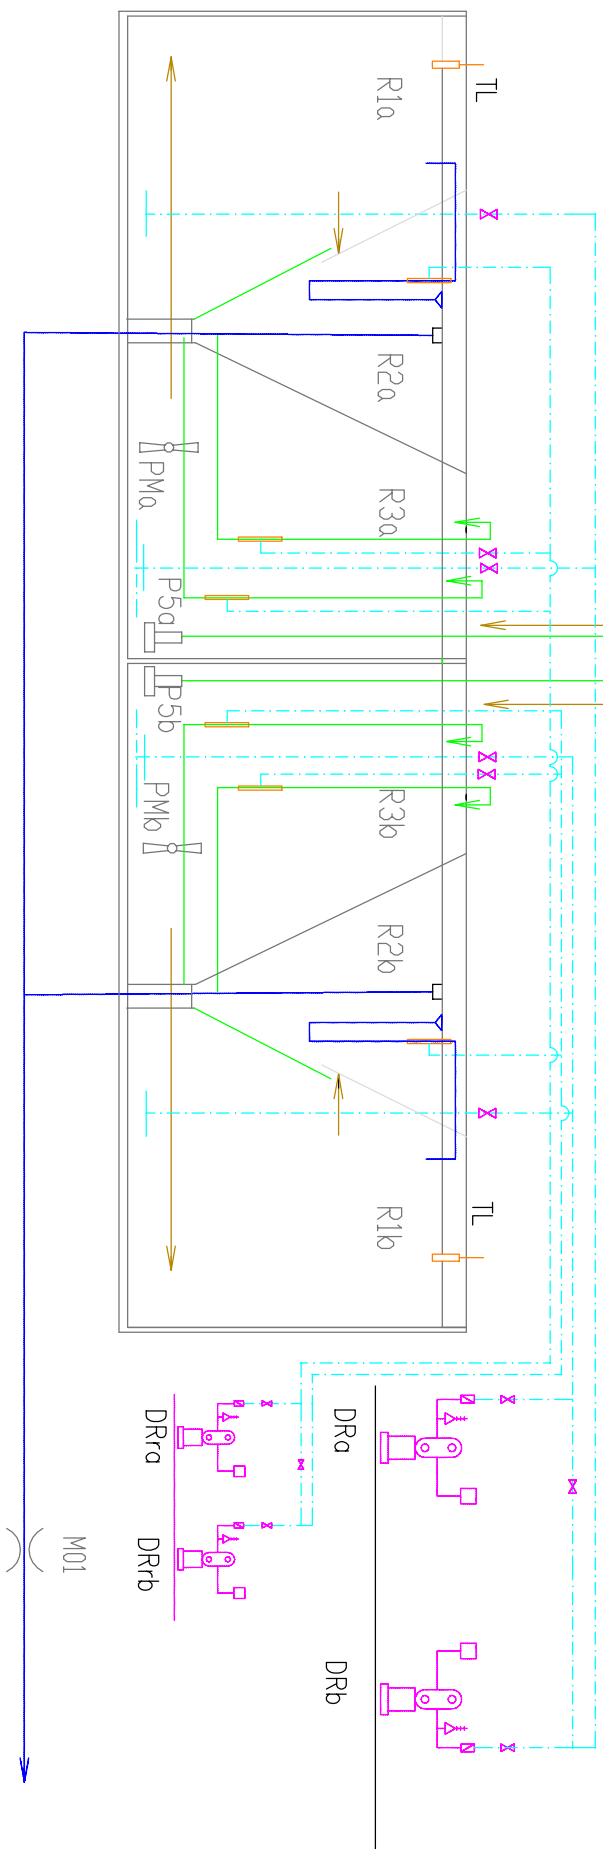 TL
R1a
R2a
R3a
PMa
P5a
P5b
PMb
R3b
R2b
R1b
TL
DRa
DRra
DRrb
DRb
M01